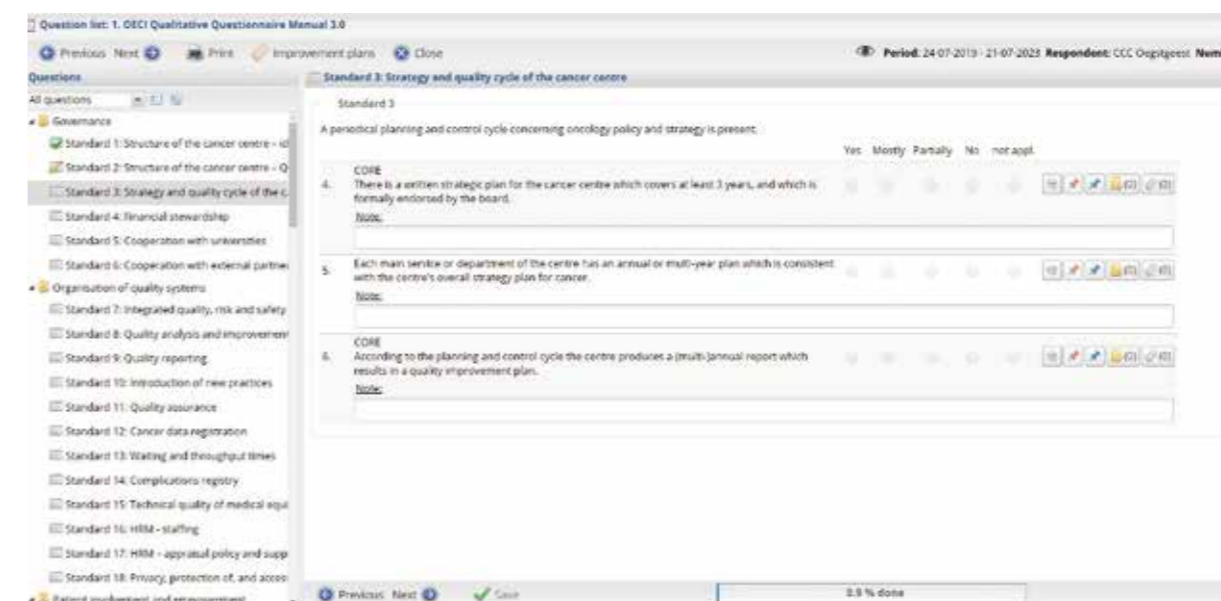 Question list: 1. OECI Qualitative Questionnaire Manual 3.0
Previous Next Print Improvement plans Close
Period: 24-07-2019 - 21-07-2023 Respondent: CCC Oegstgeest Num
Questions
All questions
Governance
Standard 1: Structure of the cancer centre -
Standard 2: Structure of the cancer centre - Q
Standard 3: Strategy and quality cycle of the c
Standard 4: Financial stewardship
Standard 5: Cooperation with universities
Standard 6: Cooperation with external partne
Organisation of quality systems
Standard 7: Integrated quality, risk and safety
Standard 8: Quality analysis and improvement
Standard 9: Quality reporting
Standard 10: Introduction of new practices
Standard 11: Quality assurance
Standard 12: Cancer data registration
Standard 13: Waiting and throughput times
Standard 14: Complications registry
Standard 15: Technical quality of medical equi
Standard 16: HRM - staffing
Standard 17: HRM - appraisal policy and supp
Standard 18: Privacy, protection of, and acces
Patient involvement and empowerment
Standard 3: Strategy and quality cycle of the cancer centre
Standard 3
A periodical planning and control cycle concerning oncology policy and strategy is present.
Yes Mostly Partially No not appl.
CORE
4. There is a written strategic plan for the cancer centre which covers at least 3 years, and which is
formally endorsed by the board.
Note:
(0) (0)
5. Each main service or department of the centre has an annual or multi-year plan which is consistent
with the centre's overall strategy plan for cancer.
Note:
(0) (0)
CORE
6. According to the planning and control cycle the centre produces a (multi-)annual report which
results in a quality improvement plan.
Note:
(0) (0)
Previous Next Save
% done